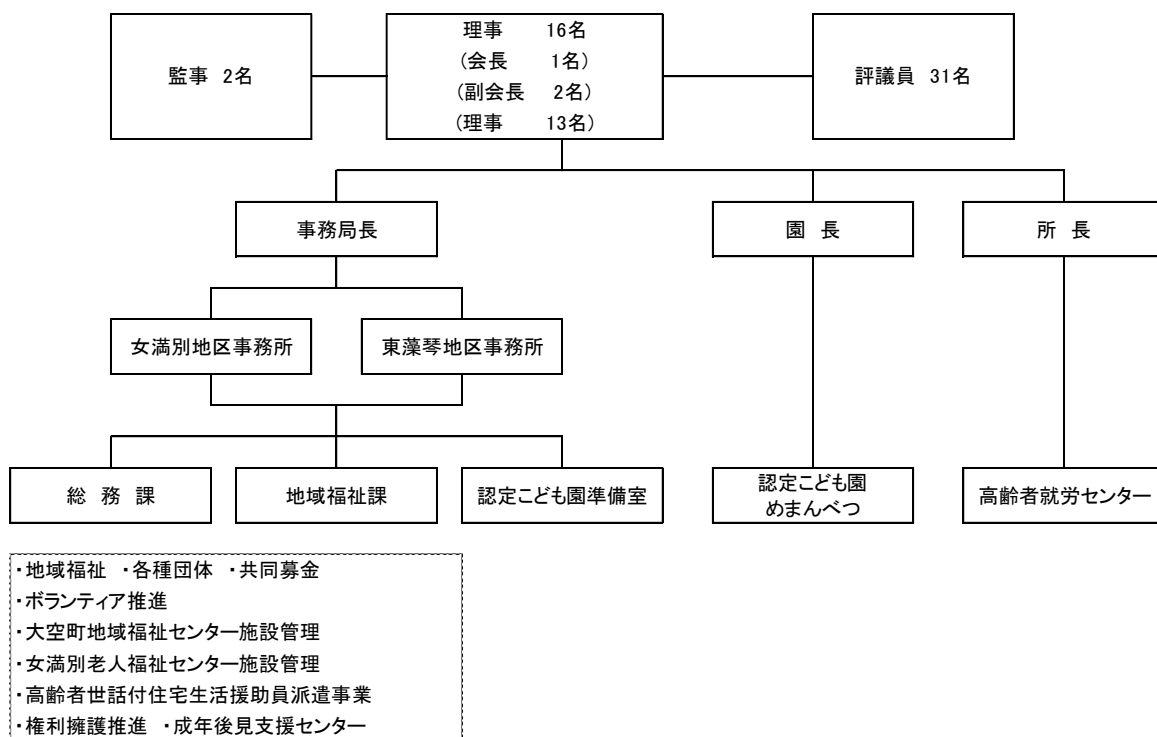 監事 2名
理事 16名
(会長 1名)
(副会長 2名)
(理事 13名)
評議員 31名
事務局長
園 長
所 長
女満別地区事務所
東藻琴地区事務所
総 務 課
地域福祉課
認定こども園準備室
認定こども園
めまんべつ
高齢者就労センター
・地域福祉 ・各種団体 ・共同募金
・ボランティア推進
・大空町地域福祉センター施設管理
・女満別老人福祉センター施設管理
・高齢者世話付住宅生活援助員派遣事業
・権利擁護推進 ・成年後見支援センター